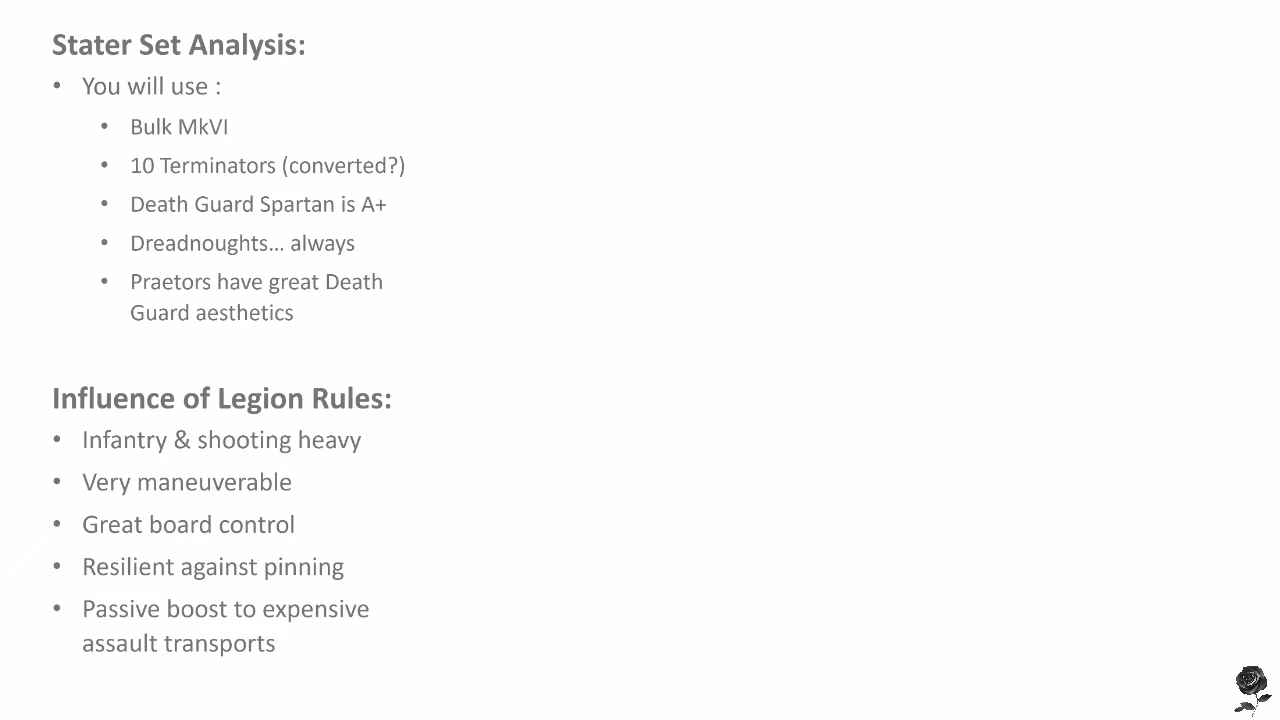 Stater Set Analysis:
• You will use :
• Bulk MkVI
• 10 Terminators (converted?)
• Death Guard Spartan is A+
• Dreadnoughts... always
• Praetors have great Death
Guard aesthetics
Influence of Legion Rules:
• Infantry & shooting heavy
• Very maneuverable
• Great board control
• Resilient against pinning
• Passive boost to expensive
assault transports